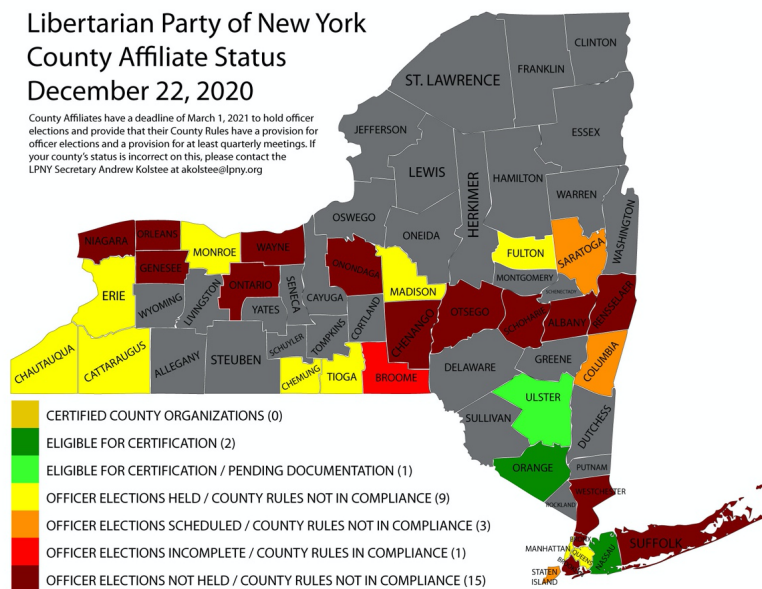 Libertarian Party of New York
County Affiliate Status
December 22, 2020
County Affiliates have a deadline of March 1, 2021 to hold officer
elections and provide that their County Rules have a provision for
officer elections and a provision for at least quarterly meetings. If
your county's status is incorrect on this, please contact the
LPNY Secretary Andrew Kolstee at akolstee@lpny.org
CLINTON
FRANKLIN
ST. LAWRENCE
JEFFERSON
ESSEX
LEWIS
HAMILTON
HERKIMER
WARREN
WASHINGTON
OSWEGO
ONEIDA
NIAGARA
ORLEANS
MONROE
WAYNE
FULTON
SARATOGA
GENESEE
ONONDAGA
MONTGOMERY
ERIE
ONTARIO
MADISON
SCHENECTADY
WYOMING
LIVINGSTON
YATES
SENECA
CAYUGA
CORTLAND
CHENANGO
OTSEGO
SCHOHARIE
ALBANY
RENSSELAER
CHAUTAUQUA
CATTARAUGUS
ALLEGANY
STEUBEN
SCHUYLER
TOMPKINS
CHEMUNG
TIOGA
BROOME
DELAWARE
GREENE
COLUMBIA
ULSTER
SULLIVAN
DUTCHESS
ORANGE
PUTNAM
ROCKLAND
WESTCHESTER
CERTIFIED COUNTY ORGANIZATIONS (0)
ELIGIBLE FOR CERTIFICATION (2)
ELIGIBLE FOR CERTIFICATION / PENDING DOCUMENTATION (1)
OFFICER ELECTIONS HELD / COUNTY RULES NOT IN COMPLIANCE (9)
OFFICER ELECTIONS SCHEDULED / COUNTY RULES NOT IN COMPLIANCE (3)
OFFICER ELECTIONS INCOMPLETE / COUNTY RULES IN COMPLIANCE (1)
OFFICER ELECTIONS NOT HELD / COUNTY RULES NOT IN COMPLIANCE (15)
MANHATTAN
QUEENS
NASSAU
SUFFOLK
STATEN
ISLAND